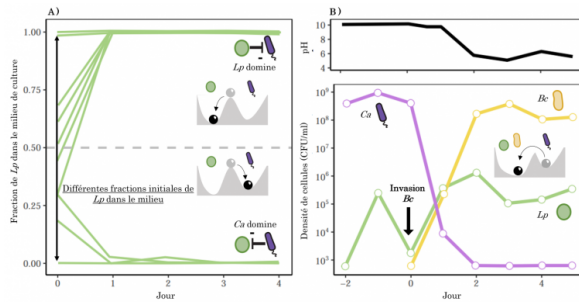 A)
Fraction de Lp dans le milieu de culture
1.00
0.75
0.50
0.25
0.00
Lp domine
Différentes fractions initiales de
Lp dans le milieu
Ca domine
0
1
2
3
4
Jour
B)
pH
10
5
0
Densité de cellules (CFU/ml)
10⁹
10⁸
10⁷
10⁶
10⁵
10⁴
10³
Ca
Bc
Invasion
Bc
Lp
−2
0
2
4
Jour